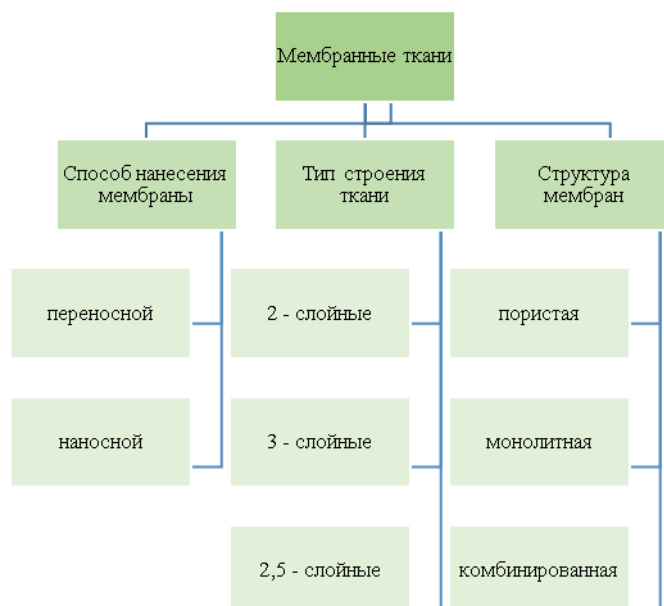 Мембранные ткани
Способ нанесения
мембраны
Тип строения
ткани
Структура
мембран
переносной
2 - слойные
пористая
наносной
3 - слойные
монолитная
2,5 - слойные
комбинированная